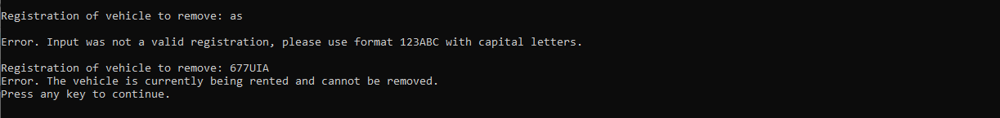 Registration of vehicle to remove: as
Error. Input was not a valid registration, please use format 123ABC with capital letters.
Registration of vehicle to remove: 677UIA
Error. The vehicle is currently being rented and cannot be removed.
Press any key to continue.